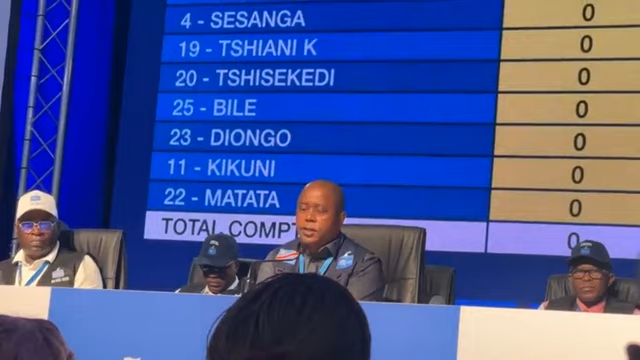 4 - SESANGA 0
19 - TSHIANI K 0
20 - TSHISEKEDI 0
25 - BILE 0
23 - DIONGO 0
11 - KIKUNI 0
22 - MATATA 0
TOTAL 0